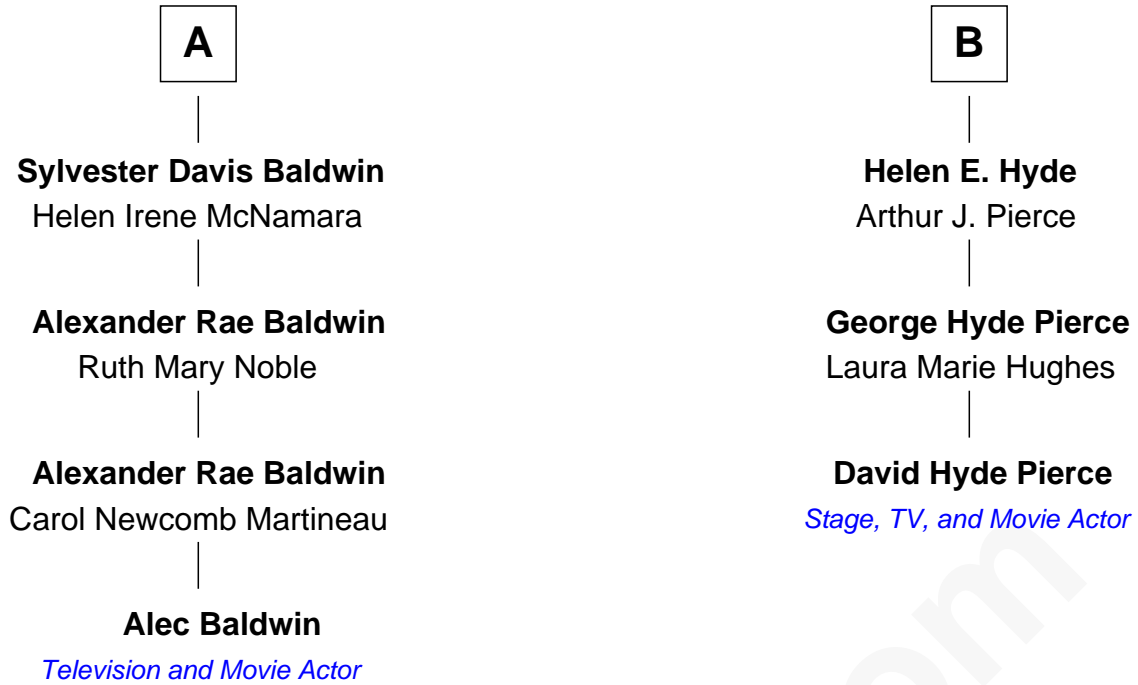 A
Sylvester Davis Baldwin
Helen Irene McNamara
Alexander Rae Baldwin
Ruth Mary Noble
Alexander Rae Baldwin
Carol Newcomb Martineau
Alec Baldwin
Television and Movie Actor
B
Helen E. Hyde
Arthur J. Pierce
George Hyde Pierce
Laura Marie Hughes
David Hyde Pierce
Stage, TV, and Movie Actor
om